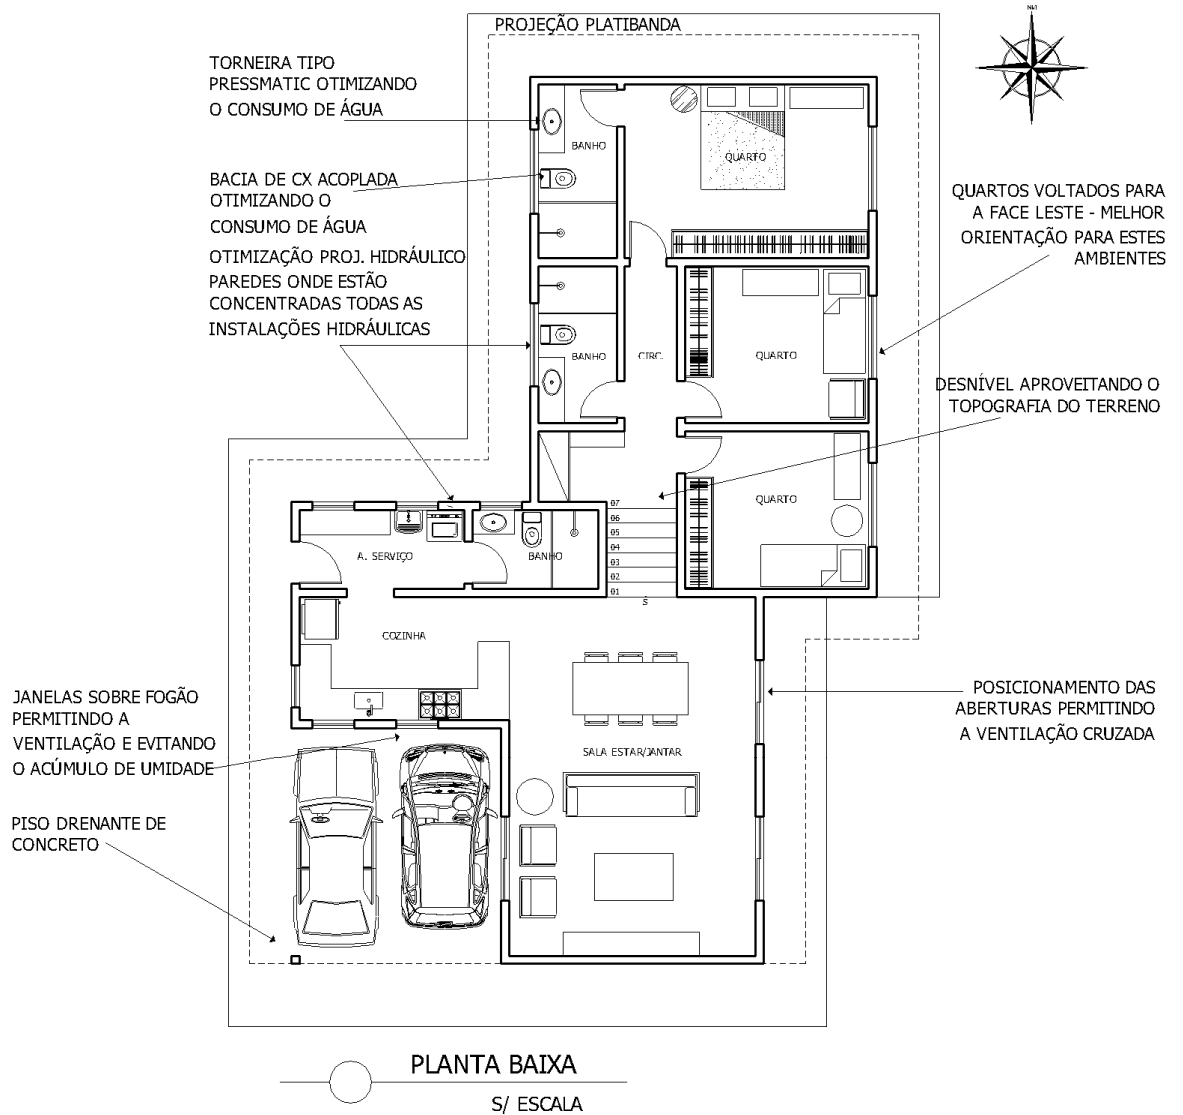 PROJEÇÃO PLATIBANDA
TORNEIRA TIPO
PRESSMATIC OTIMIZANDO
O CONSUMO DE ÁGUA
BACIA DE CX ACOPLADA
OTIMIZANDO O
CONSUMO DE ÁGUA
OTIMIZAÇÃO PROJ. HIDRÁULICO
PAREDES ONDE ESTÃO
CONCENTRADAS TODAS AS
INSTALAÇÕES HIDRÁULICAS
QUARTOS VOLTADOS PARA
A FACE LESTE - MELHOR
ORIENTAÇÃO PARA ESTES
AMBIENTES
DESNÍVEL APROVEITANDO O
TOPOGRAFIA DO TERRENO
BANHO
QUARTO
BANHO
CIRC.
QUARTO
QUARTO
07
06
05
04
03
02
01
S
A. SERVIÇO
BANHO
COZINHA
SALA ESTAR/JANTAR
JANELAS SOBRE FOGÃO
PERMITINDO A
VENTILAÇÃO E EVITANDO
O ACÚMULO DE UMIDADE
PISO DRENANTE DE
CONCRETO
POSICIONAMENTO DAS
ABERTURAS PERMITINDO
A VENTILAÇÃO CRUZADA
PLANTA BAIXA
S/ ESCALA